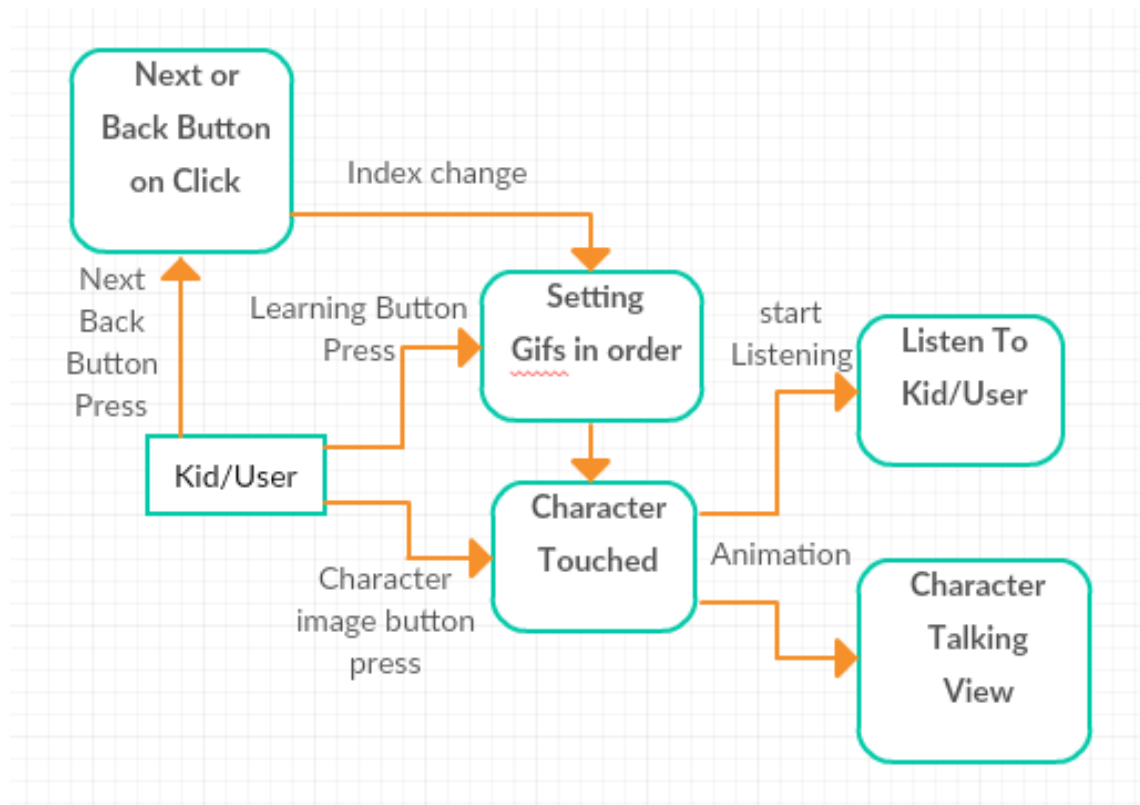 Next or
Back Button
on Click
Index change
Next
Back
Button
Press
Learning Button
Press
Setting
Gifs in order
start
Listening
Listen To
Kid/User
Kid/User
Character
Touched
Character
image button
press
Animation
Character
Talking
View